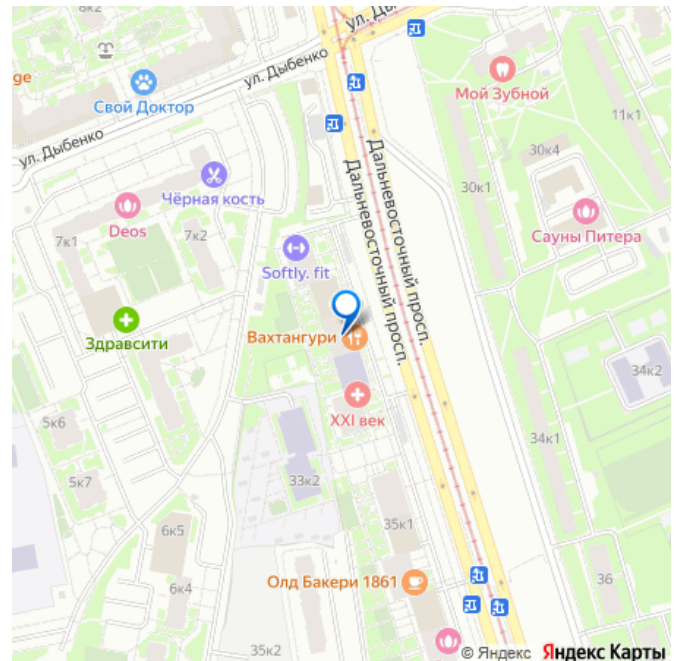 8к2
ул. Д
ge
Свой Доктор
ул. Дыбенко
Мой Зубной
11к1
ул. Дыбенко
30к4
Чёрная кость
30к1
Deos
7к1
7к2
Сауны Питера
Softly. fit
Дальневосточный просп.
Дальневосточный просп.
Вахтангури
Здравсити
34к2
XXI век
5к6
34к1
5к7
33к2
35к1
6к5
Олд Бакери 1861
36
6к4
35к2
© Яндекс Яндекс Карты